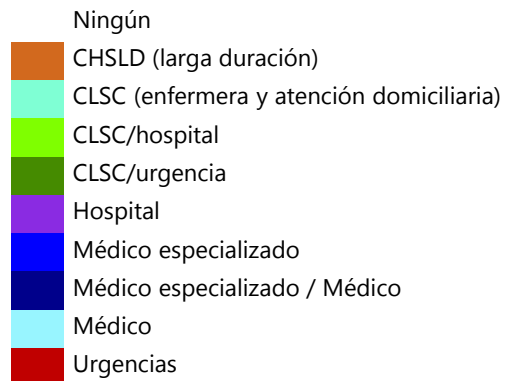 Ningún
CHSLD (larga duración)
CLSC (enfermera y atención domiciliaria)
CLSC/hospital
CLSC/urgencia
Hospital
Médico especializado
Médico especializado / Médico
Médico
Urgencias